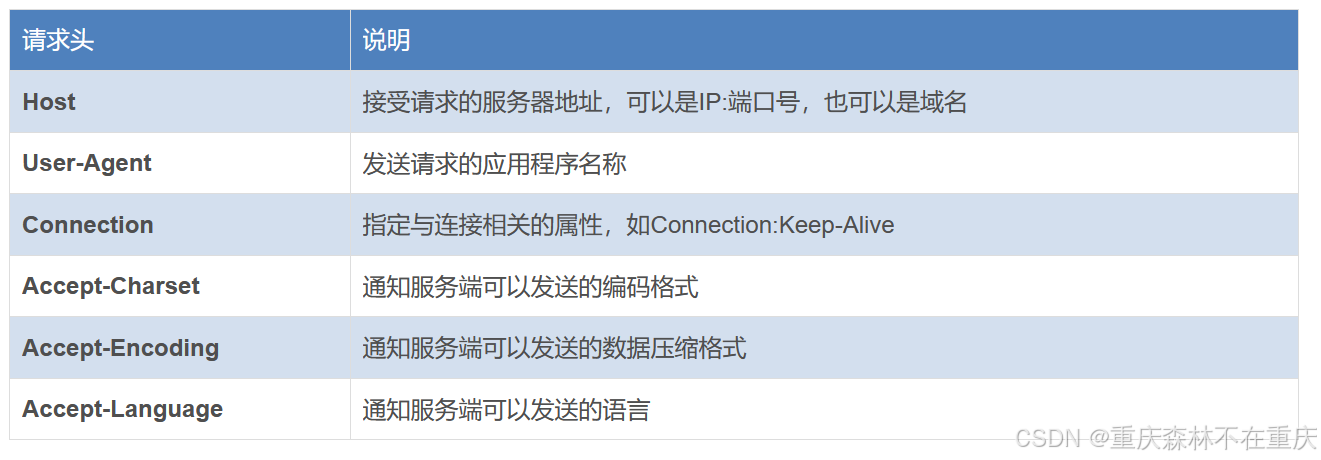 请求头 说明
Host 接受请求的服务器地址，可以是IP:端口号，也可以是域名
User-Agent 发送请求的应用程序名称
Connection 指定与连接相关的属性，如Connection:Keep-Alive
Accept-Charset 通知服务端可以发送的编码格式
Accept-Encoding 通知服务端可以发送的数据压缩格式
Accept-Language 通知服务端可以发送的语言
CSDN @重庆森林不在重庆